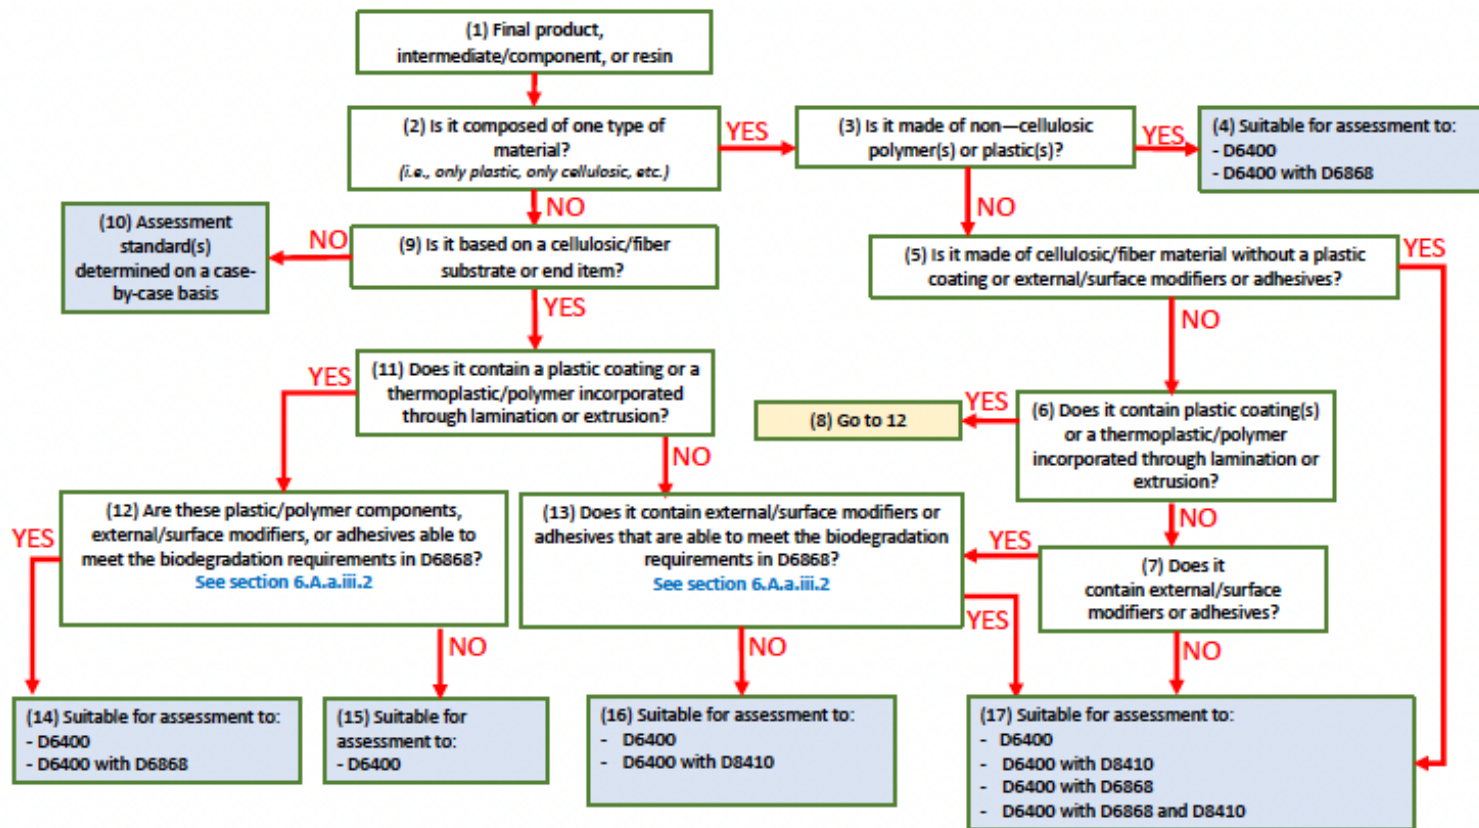 (1) Final product,
intermediate/component, or resin
(2) Is it composed of one type of
material?
(i.e., only plastic, only cellulosic, etc.)
YES
(3) Is it made of non—cellulosic
polymer(s) or plastic(s)?
YES
(4) Suitable for assessment to:
- D6400
- D6400 with D6868
NO
NO
(10) Assessment
standard(s)
determined on a case-
by-case basis
NO
(9) Is it based on a cellulosic/fiber
substrate or end item?
(5) Is it made of cellulosic/fiber material without a plastic
coating or external/surface modifiers or adhesives?
YES
YES
NO
(11) Does it contain a plastic coating or a
thermoplastic/polymer incorporated
through lamination or extrusion?
YES
NO
(8) Go to 12
YES
(6) Does it contain plastic coating(s)
or a thermoplastic/polymer
incorporated through lamination or
extrusion?
NO
(12) Are these plastic/polymer components,
external/surface modifiers, or adhesives able to
meet the biodegradation requirements in D6868?
See section 6.A.a.iii.2
YES
NO
(13) Does it contain external/surface modifiers or
adhesives that are able to meet the biodegradation
requirements in D6868?
See section 6.A.a.iii.2
YES
(7) Does it
contain external/surface
modifiers or adhesives?
YES
NO
NO
(14) Suitable for assessment to:
- D6400
- D6400 with D6868
(15) Suitable for
assessment to:
- D6400
(16) Suitable for assessment to:
- D6400
- D6400 with D8410
(17) Suitable for assessment to:
- D6400
- D6400 with D8410
- D6400 with D6868
- D6400 with D6868 and D8410